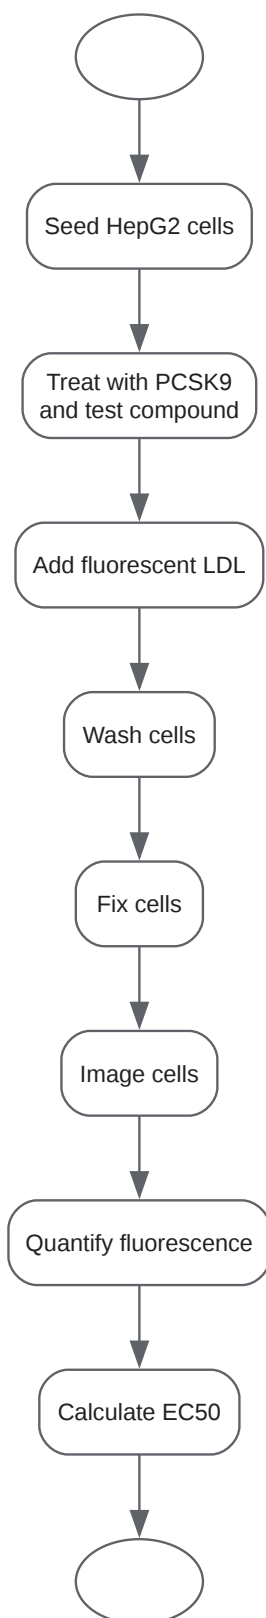 Seed HepG2 cells
Treat with PCSK9
and test compound
Add fluorescent LDL
Wash cells
Fix cells
Image cells
Quantify fluorescence
Calculate EC50